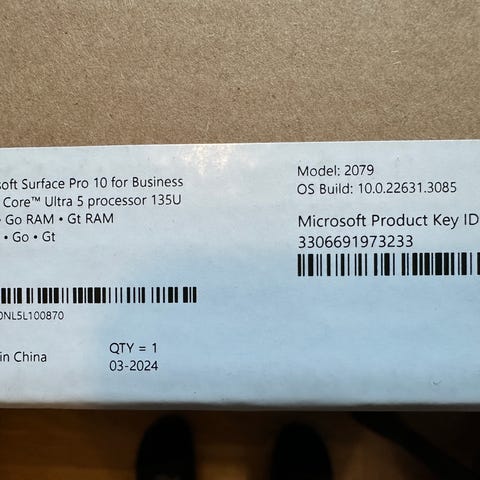 soft Surface Pro 10 for Business
Core™ Ultra 5 processor 135U
• Go RAM • Gt RAM
• Go • Gt
0NL5L100870
in China
QTY = 1
03-2024
Model: 2079
OS Build: 10.0.22631.3085
Microsoft Product Key ID
3306691973233